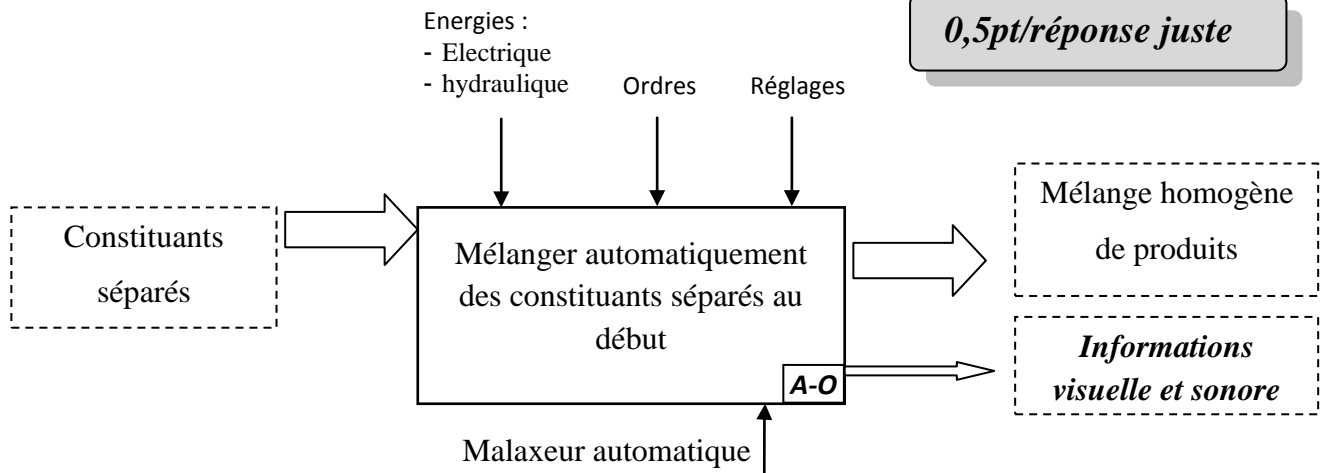 Energies :
- Electrique
- hydraulique
Ordres
Réglages
0,5pt/réponse juste
Constituants
séparés
Mélanger automatiquement
des constituants séparés au
début
A-O
Mélange homogène
de produits
Informations
visuelle et sonore
Malaxeur automatique